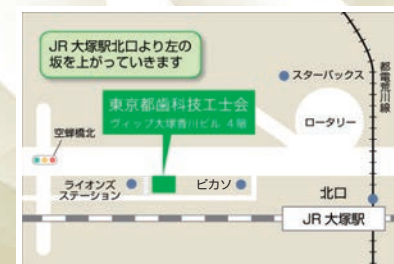 JR 大塚駅北口より左の
坂を上がっていきます
東京都歯科技工士会
ヴィップ大塚香川ビル 4階
空蝉橋北
スターバックス
都電荒川線
ロータリー
ライオンズ
ステーション
ピカソ
北口
JR 大塚駅